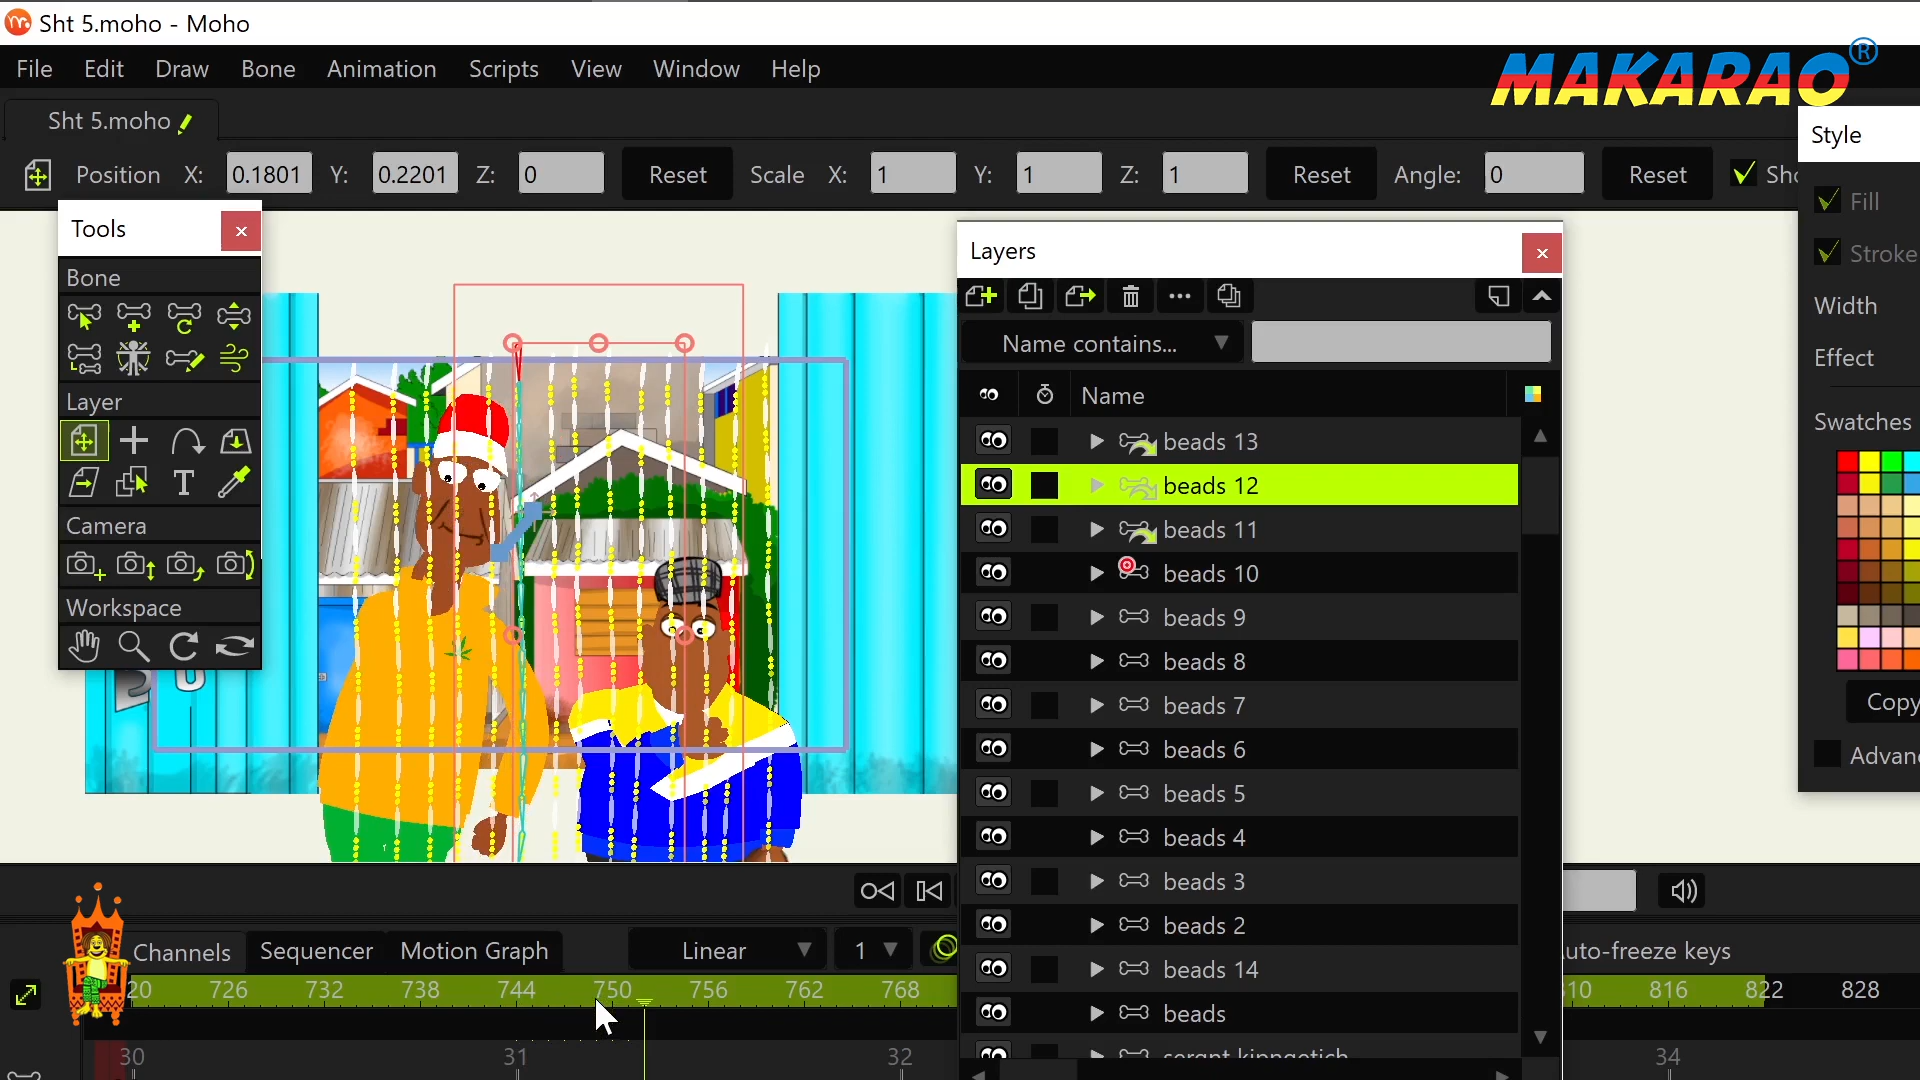 Sht 5.moho - Moho
File Edit Draw Bone Animation Scripts View Window Help
MAKARAO®
Sht 5.moho
Style
Position X: 0.1801 Y: 0.2201 Z: 0 Reset Scale X: 1 Y: 1 Z: 1 Reset Angle: 0 Reset Sho
Fill
Stroke
Width
Effect
Swatches
Copy
Advanc
Tools
Bone
Layer
Camera
Workspace
Layers
Name contains...
Name
beads 13
beads 12
beads 11
beads 10
beads 9
beads 8
beads 7
beads 6
beads 5
beads 4
beads 3
beads 2
beads 14
beads
sergnt kipngetich
Channels Sequencer Motion Graph Linear 1 uto-freeze keys
20 726 732 738 744 750 756 762 768 810 816 822 828
30 31 32 34